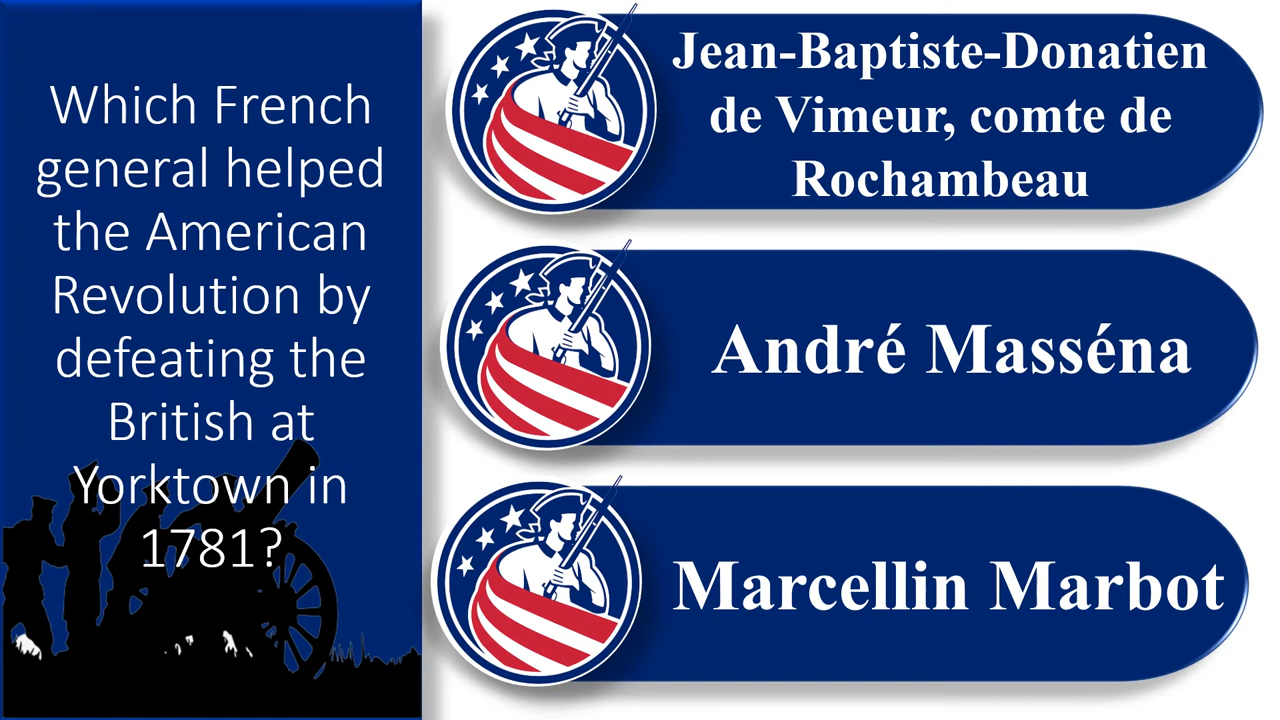 Which French
general helped
the American
Revolution by
defeating the
British at
Yorktown in
1781?
Jean-Baptiste-Donatien
de Vimeur, comte de
Rochambeau
André Masséna
Marcellin Marbot